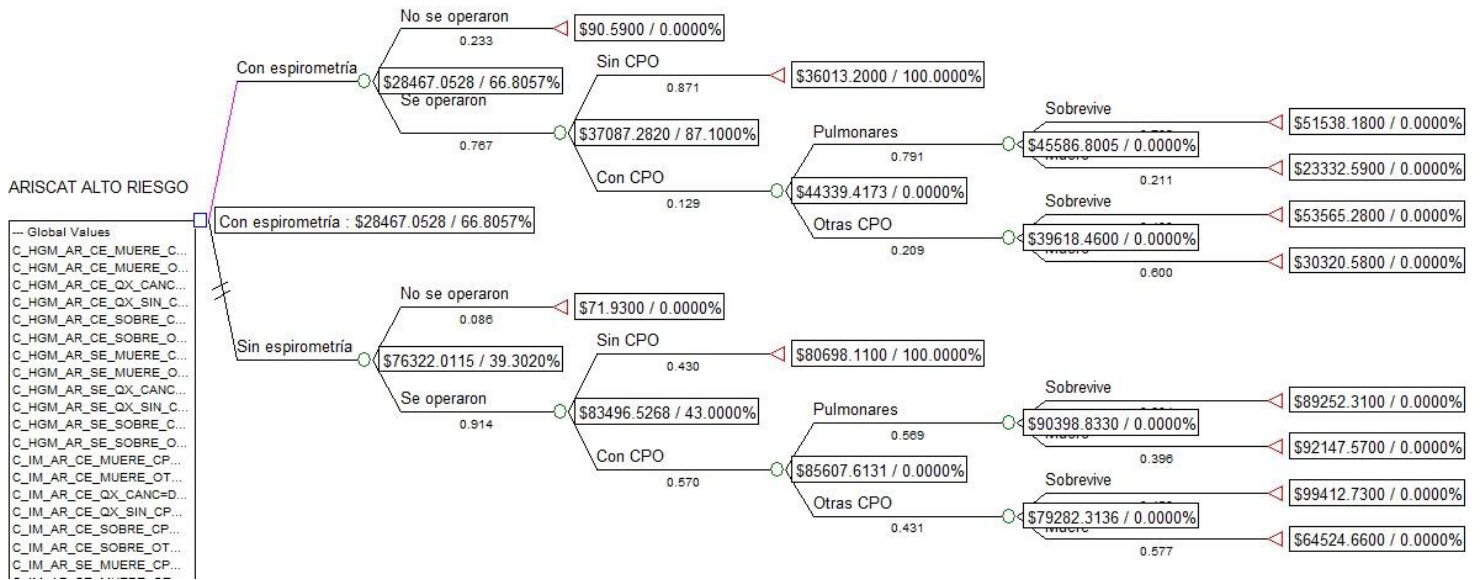 No se operaron
0.233
$90.5900 / 0.0000%
Con espirometría
$28467.0528 / 66.8057%
Se operaron
0.767
Sin CPO
0.871
$36013.2000 / 100.0000%
$37087.2820 / 87.1000%
Con CPO
0.129
Pulmonares
0.791
$44339.4173 / 0.0000%
Otras CPO
0.209
Sobrevive
$51538.1800 / 0.0000%
$45586.8005 / 0.0000%
0.211
$23332.5900 / 0.0000%
Sobrevive
$53565.2800 / 0.0000%
$39618.4600 / 0.0000%
0.600
$30320.5800 / 0.0000%
ARISCAT ALTO RIESGO
Con espirometría : $28467.0528 / 66.8057%
--- Global Values
C_HGM_AR_CE_MUERE_C...
C_HGM_AR_CE_MUERE_O...
C_HGM_AR_CE_QX_CANC...
C_HGM_AR_CE_QX_SIN_C...
C_HGM_AR_CE_SOBRE_C...
C_HGM_AR_CE_SOBRE_O...
C_HGM_AR_SE_MUERE_C...
C_HGM_AR_SE_MUERE_O...
C_HGM_AR_SE_QX_CANC...
C_HGM_AR_SE_QX_SIN_C...
C_HGM_AR_SE_SOBRE_C...
C_HGM_AR_SE_SOBRE_O...
C_IM_AR_CE_MUERE_CP...
C_IM_AR_CE_MUERE_OT...
C_IM_AR_CE_QX_CANC=D...
C_IM_AR_CE_QX_SIN_CP...
C_IM_AR_CE_SOBRE_CP...
C_IM_AR_CE_SOBRE_OT...
C_IM_AR_SE_MUERE_CP...
No se operaron
0.086
$71.9300 / 0.0000%
Sin espirometría
$76322.0115 / 39.3020%
Se operaron
0.914
Sin CPO
0.430
$80698.1100 / 100.0000%
$83496.5268 / 43.0000%
Con CPO
0.570
Pulmonares
0.569
$85607.6131 / 0.0000%
Otras CPO
0.431
Sobrevive
$89252.3100 / 0.0000%
$90398.8330 / 0.0000%
0.396
$92147.5700 / 0.0000%
Sobrevive
$99412.7300 / 0.0000%
$79282.3136 / 0.0000%
0.577
$64524.6600 / 0.0000%